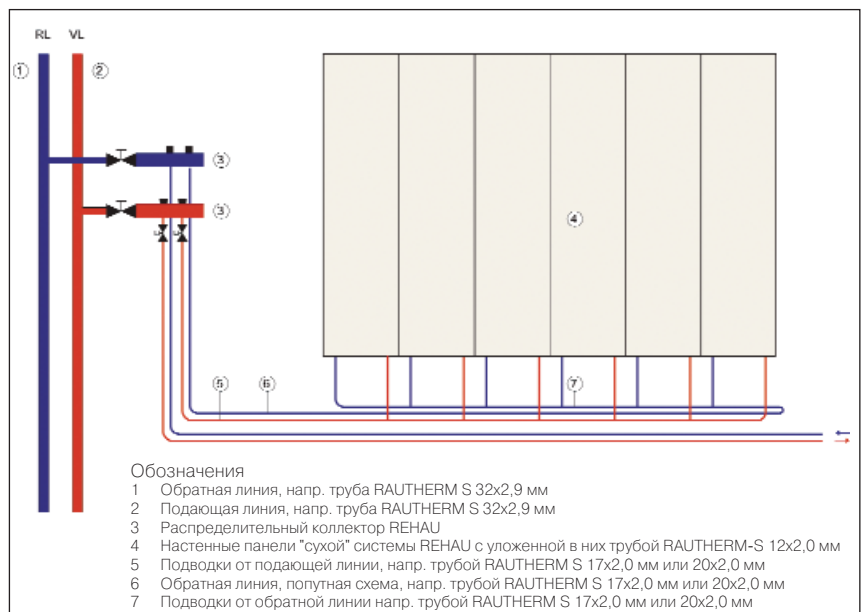 RL VL
1 2
3
3
4
5 6 7
Обозначения
1 Обратная линия, напр. труба RAUTHERM S 32x2,9 мм
2 Подающая линия, напр. труба RAUTHERM S 32x2,9 мм
3 Распределительный коллектор REHAU
4 Настенные панели "сухой" системы REHAU с уложенной в них трубой RAUTHERM-S 12x2,0 мм
5 Подводки от подающей линии, напр. трубой RAUTHERM S 17x2,0 мм или 20x2,0 мм
6 Обратная линия, попутная схема, напр. трубой RAUTHERM S 17x2,0 мм или 20x2,0 мм
7 Подводки от обратной линии напр. трубой RAUTHERM S 17x2,0 мм или 20x2,0 мм